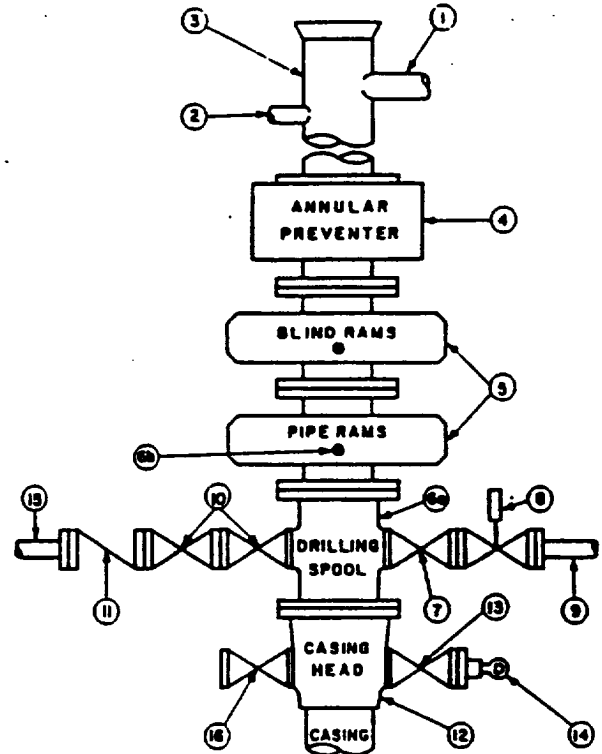 3
1
2
ANNULAR
PREVENTER
4
BLIND RAMS
5
PIPE RAMS
6b
15
10
6a
8
DRILLING
SPOOL
11
7
13
9
CASING
HEAD
16
12
14
CASING